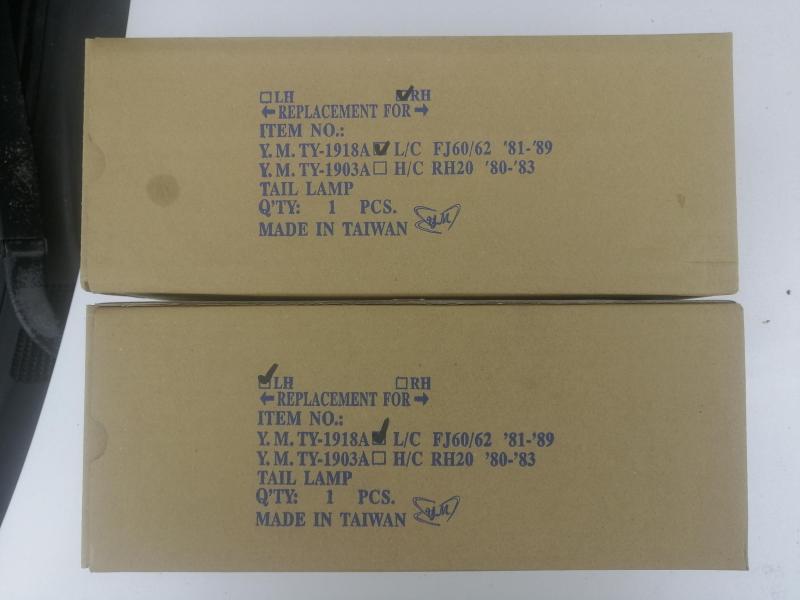 LH RH
←REPLACEMENT FOR→
ITEM NO.:
Y. M. TY-1918A L/C FJ60/62 '81-'89
Y. M. TY-1903A H/C RH20 '80-'83
TAIL LAMP
Q'TY: 1 PCS.
MADE IN TAIWAN YM
LH RH
←REPLACEMENT FOR→
ITEM NO.:
Y. M. TY-1918A L/C FJ60/62 '81-'89
Y. M. TY-1903A H/C RH20 '80-'83
TAIL LAMP
Q'TY: 1 PCS.
MADE IN TAIWAN YM